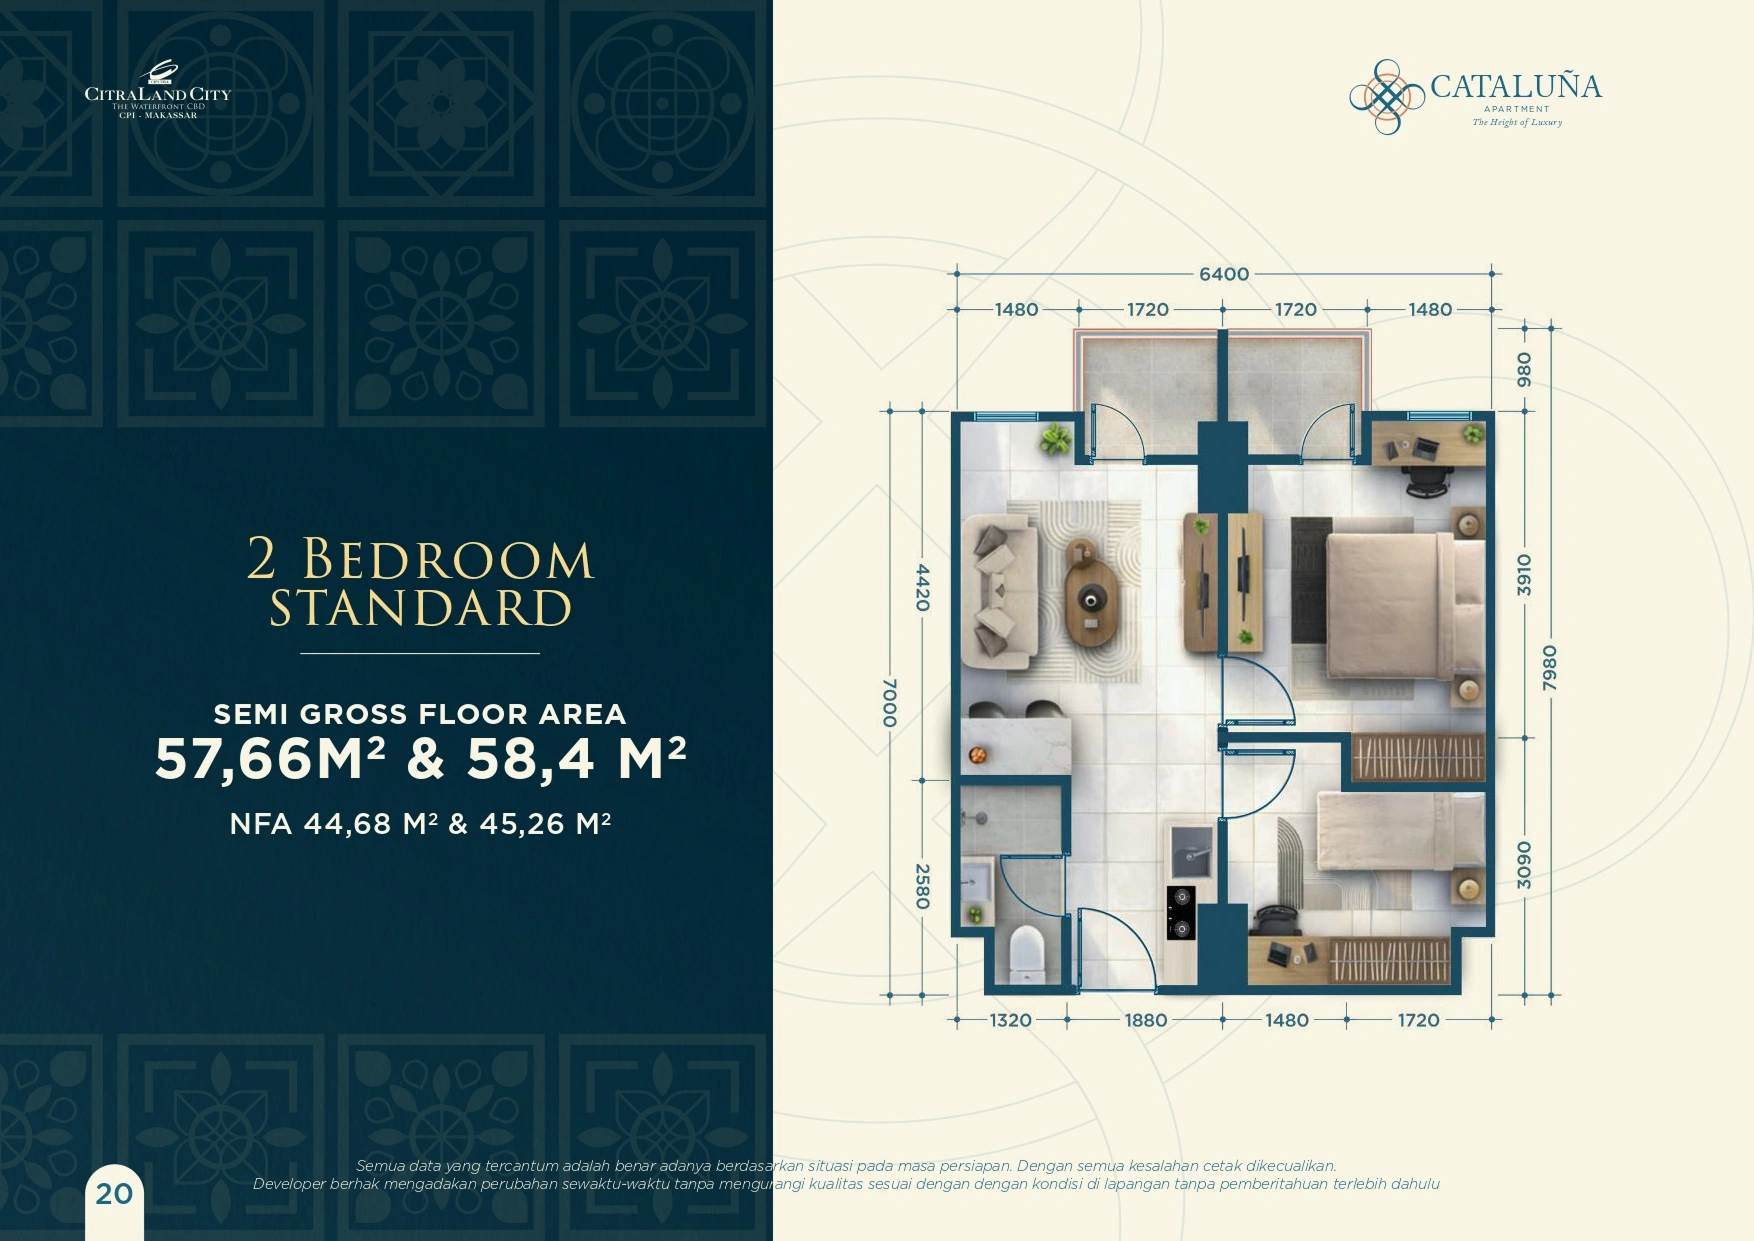 CITRALAND CITY
THE WATERFRONT CBD
CPI - MAKASSAR
CATALUÑA
APARTMENT
The Height of Luxury
2 BEDROOM
STANDARD
SEMI GROSS FLOOR AREA
57,66M² & 58,4 M²
NFA 44,68 M² & 45,26 M²
6400
1480 1720 1720 1480
980
4420
3910
7000
7980
2580
3090
1320 1880 1480 1720
Semua data yang tercantum adalah benar adanya berdasarkan situasi pada masa persiapan. Dengan semua kesalahan cetak dikecualikan.
Developer berhak mengadakan perubahan sewaktu-waktu tanpa mengurangi kualitas sesuai dengan dengan kondisi di lapangan tanpa pemberitahuan terlebih dahulu
20